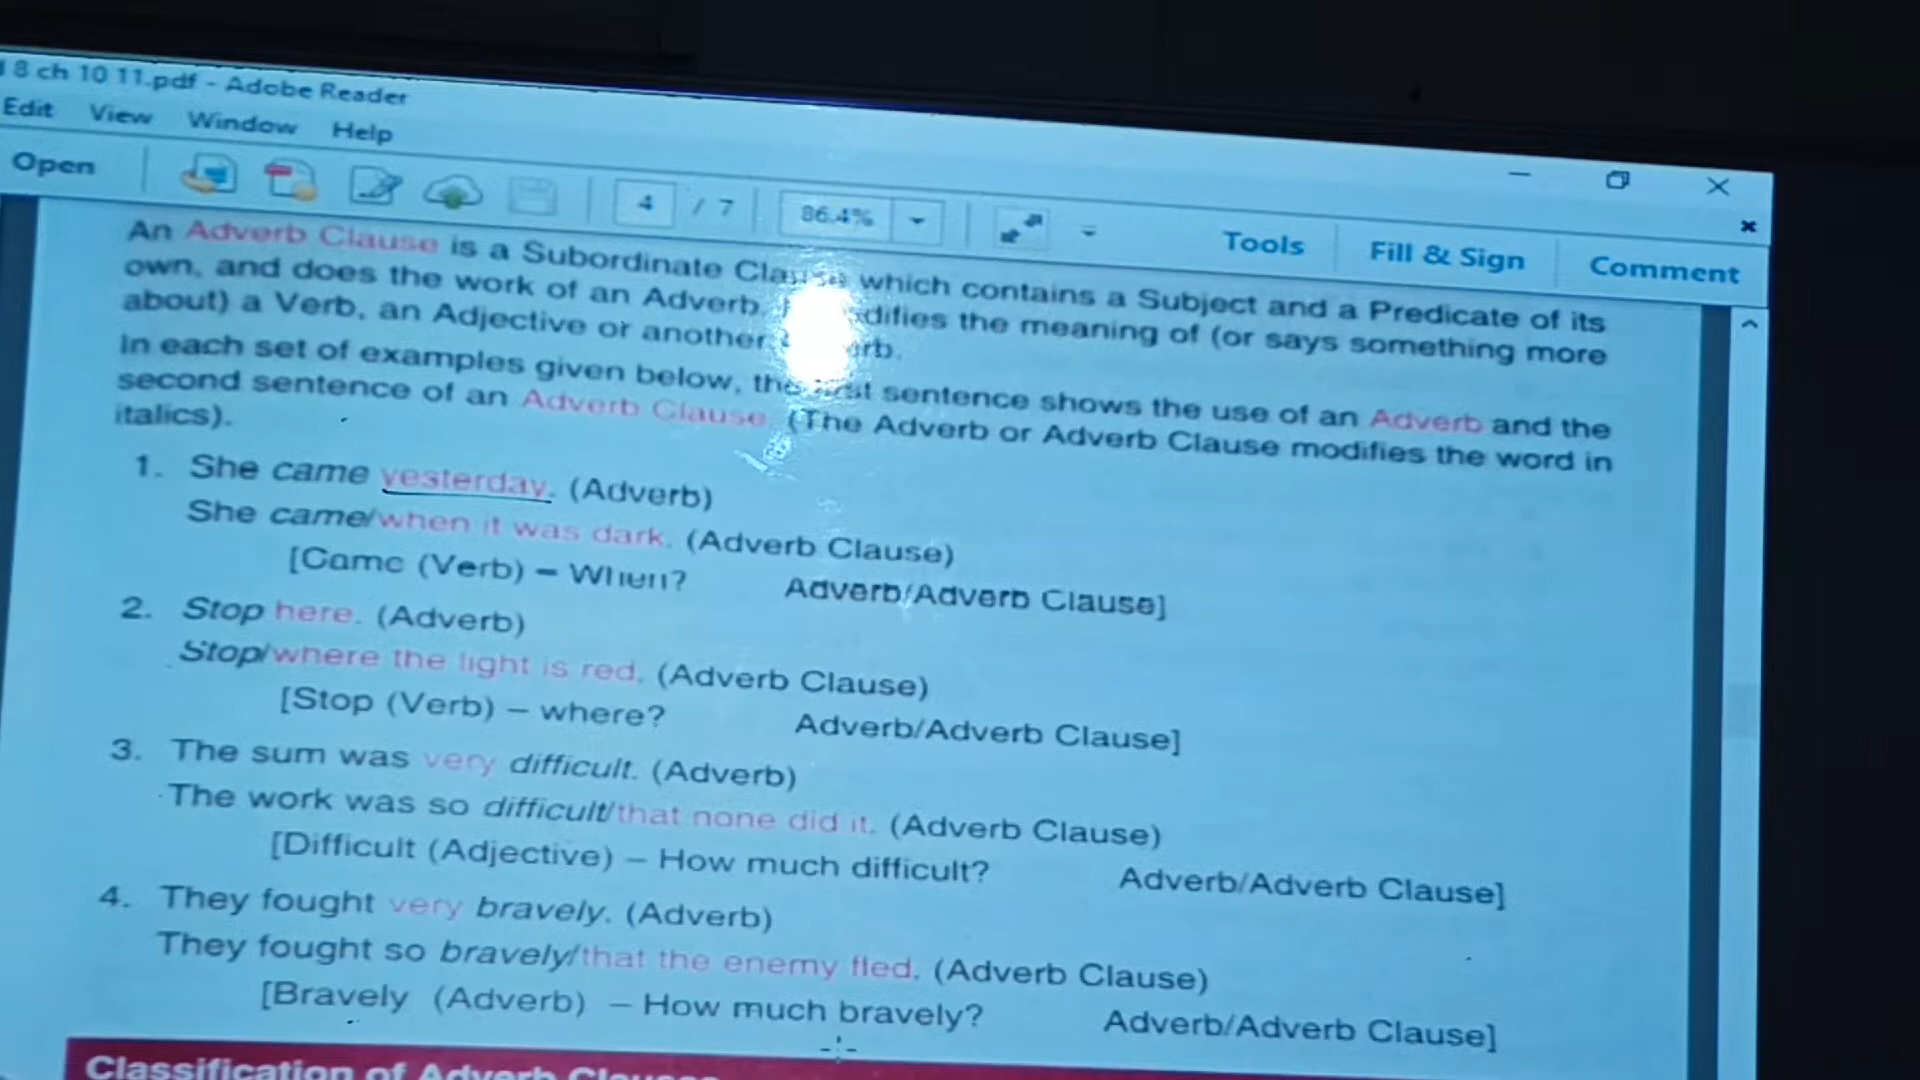 8 ch 10 11.pdf - Adobe Reader
Edit View Window Help
Open 4 / 7 86.4% Tools Fill & Sign Comment
An Adverb Clause is a Subordinate Clause which contains a Subject and a Predicate of its
own, and does the work of an Adverb. modifies the meaning of (or says something more
about) a Verb, an Adjective or another
In each set of examples given below, the sentence shows the use of an Adverb and the
second sentence of an Adverb Clause. (The Adverb or Adverb Clause modifies the word in
italics).
1. She came yesterday. (Adverb)
She came/when it was dark. (Adverb Clause)
[Came (Verb) – When? Adverb/Adverb Clause]
2. Stop here. (Adverb)
Stop/where the light is red. (Adverb Clause)
[Stop (Verb) – where? Adverb/Adverb Clause]
3. The sum was very difficult. (Adverb)
The work was so difficult/that none did it. (Adverb Clause)
[Difficult (Adjective) – How much difficult? Adverb/Adverb Clause]
4. They fought very bravely. (Adverb)
They fought so bravely/that the enemy fled. (Adverb Clause)
[Bravely (Adverb) – How much bravely? Adverb/Adverb Clause]
Classification of Adverb Clauses